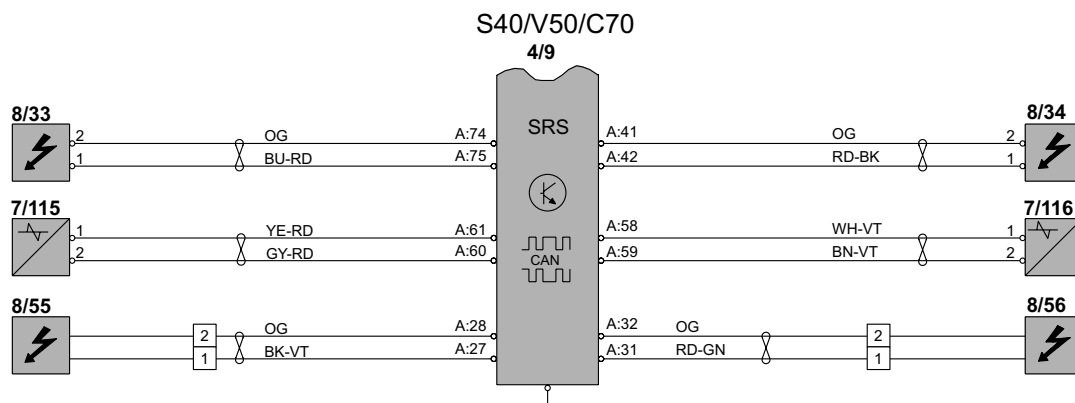 S40/V50/C70
4/9
8/33
8/34
SRS
2 OG A:74
A:41 OG 2
1 BU-RD A:75
A:42 RD-BK 1
7/115
7/116
1 YE-RD A:61
A:58 WH-VT 1
2 GY-RD A:60
A:59 BN-VT 2
CAN
8/55
8/56
2 OG A:28
A:32 OG 2
1 BK-VT A:27
A:31 RD-GN 1